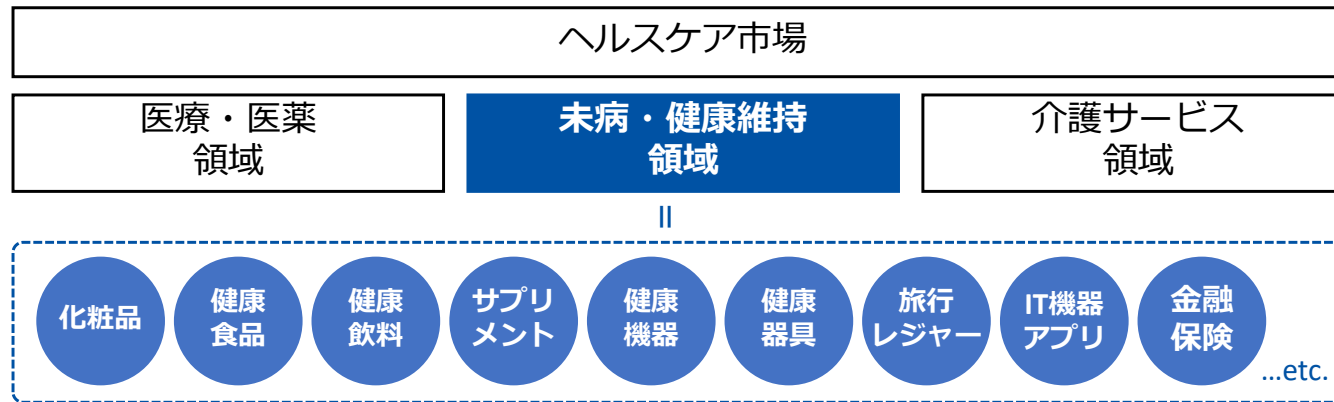 ヘルスケア市場
医療・医薬
領域
未病・健康維持
領域
介護サービス
領域
=
化粧品
健康
食品
健康
飲料
サプリ
メント
健康
機器
健康
器具
旅行
レジャー
IT機器
アプリ
金融
保険
...etc.